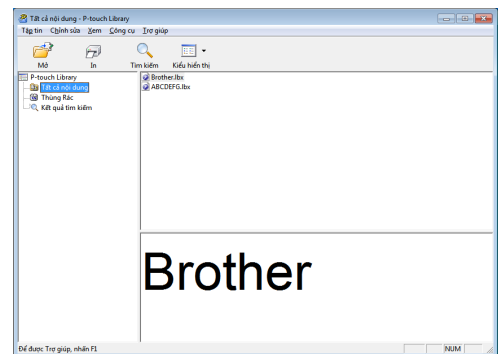 Tất cả nội dung - P-touch Library
Tập tin Chỉnh sửa Xem Công cụ Trợ giúp
Mở In Tìm kiếm Kiểu hiển thị
P-touch Library
Tất cả nội dung
Thùng Rác
Kết quả tìm kiếm
Brother.lbx
ABCDEFG.lbx
Brother
Để được Trợ giúp, nhấn F1
NUM